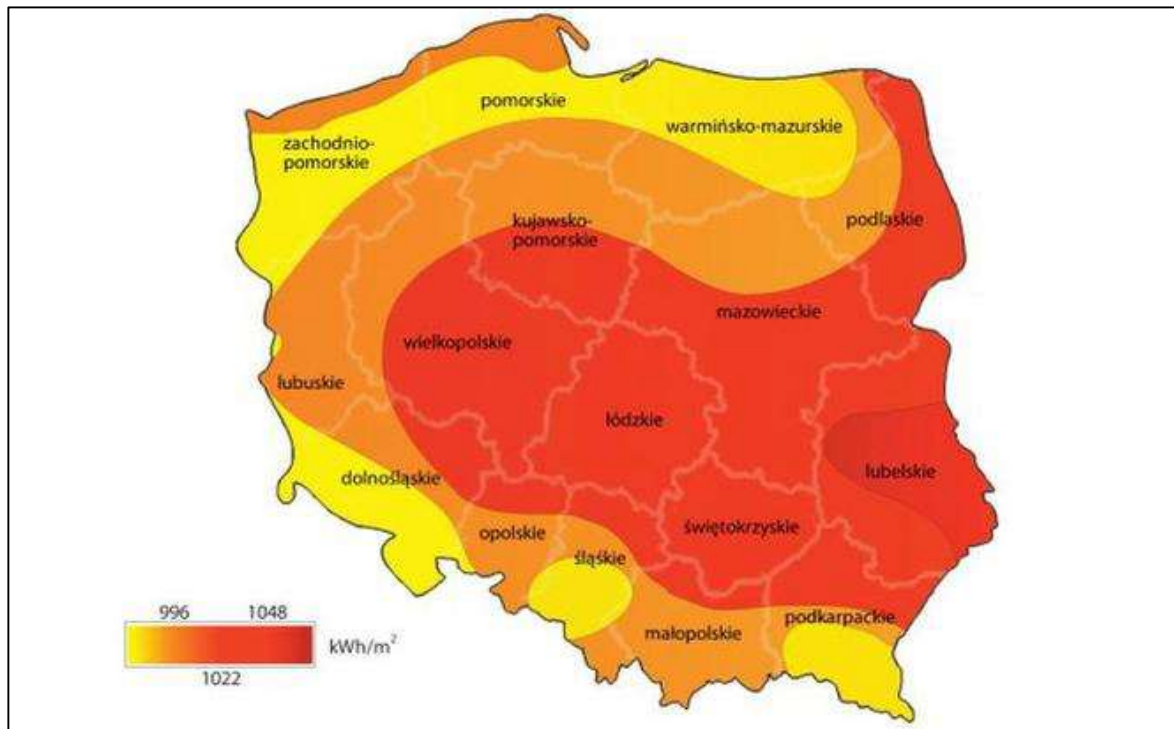 pomorskie
warmińsko-mazurskie
zachodnio-
pomorskie
podlaskie
kujawsko-
pomorskie
mazowieckie
wielkopolskie
lubuskie
łódzkie
lubelskie
dolnośląskie
świętokrzyskie
opolskie
śląskie
podkarpackie
małopolskie
996 1048
kWh/m²
1022